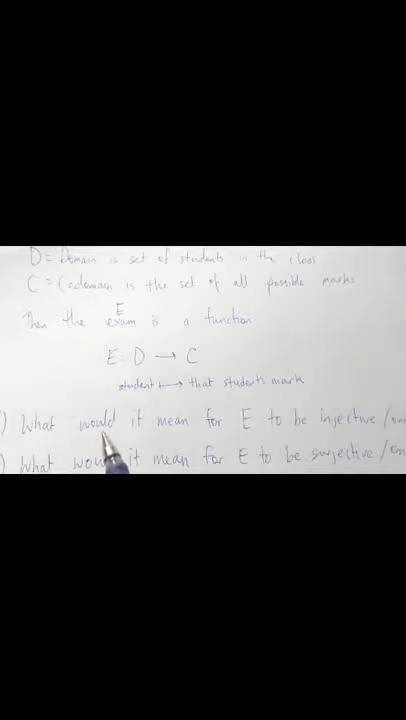 D = Domain is set of students in the class
C = Codomain is the set of all possible marks
E
Then the exam is a function
E: D → C
student ↦ that students mark
) What would it mean for E to be injective /
) What would it mean for E to be surjective /